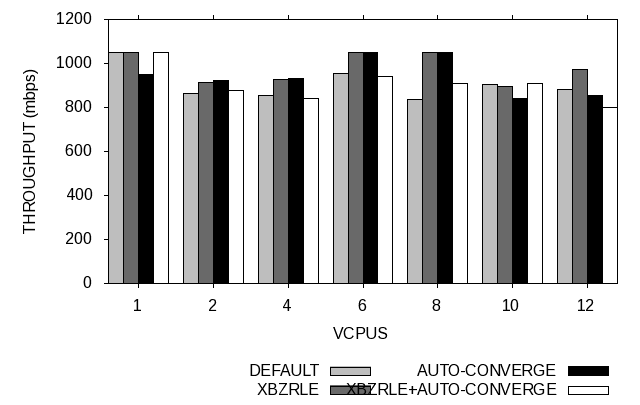 1200
1000
800
600
400
200
0
THROUGHPUT (mbps)
1 2 4 6 8 10 12
VCPUS
DEFAULT AUTO-CONVERGE
XBZRLE XBZRLE+AUTO-CONVERGE